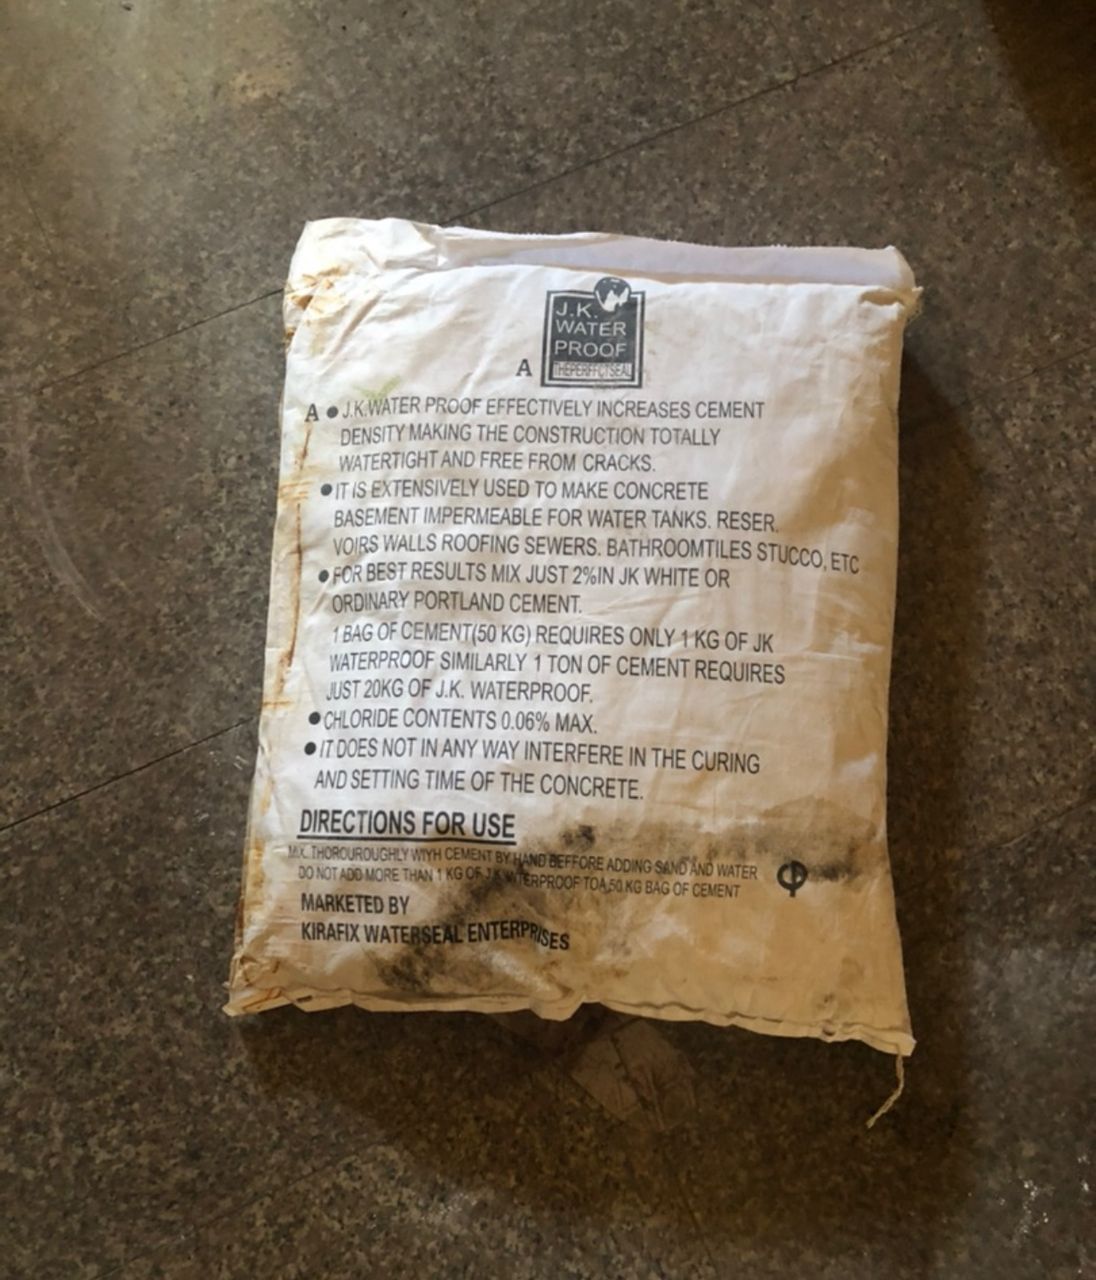 J.K.
WATER
PROOF
THEPERFFCTSEAL
A
A ● J.K.WATER PROOF EFFECTIVELY INCREASES CEMENT
DENSITY MAKING THE CONSTRUCTION TOTALLY
WATERTIGHT AND FREE FROM CRACKS.
● IT IS EXTENSIVELY USED TO MAKE CONCRETE
BASEMENT IMPERMEABLE FOR WATER TANKS. RESER.
VOIRS WALLS ROOFING SEWERS. BATHROOMTILES STUCCO, ETC
● FOR BEST RESULTS MIX JUST 2%IN JK WHITE OR
ORDINARY PORTLAND CEMENT.
1 BAG OF CEMENT(50 KG) REQUIRES ONLY 1 KG OF JK
WATERPROOF SIMILARLY 1 TON OF CEMENT REQUIRES
JUST 20KG OF J.K. WATERPROOF.
● CHLORIDE CONTENTS 0.06% MAX.
● IT DOES NOT IN ANY WAY INTERFERE IN THE CURING
AND SETTING TIME OF THE CONCRETE.
DIRECTIONS FOR USE
MIX. THOROUROUGHLY WIYH CEMENT BY HAND BEFFORE ADDING SAND AND WATER
DO NOT ADD MORE THAN 1 KG OF J.K WTERPROOF TOA 50 KG BAG OF CEMENT
MARKETED BY
KIRAFIX WATERSEAL ENTERPRISES